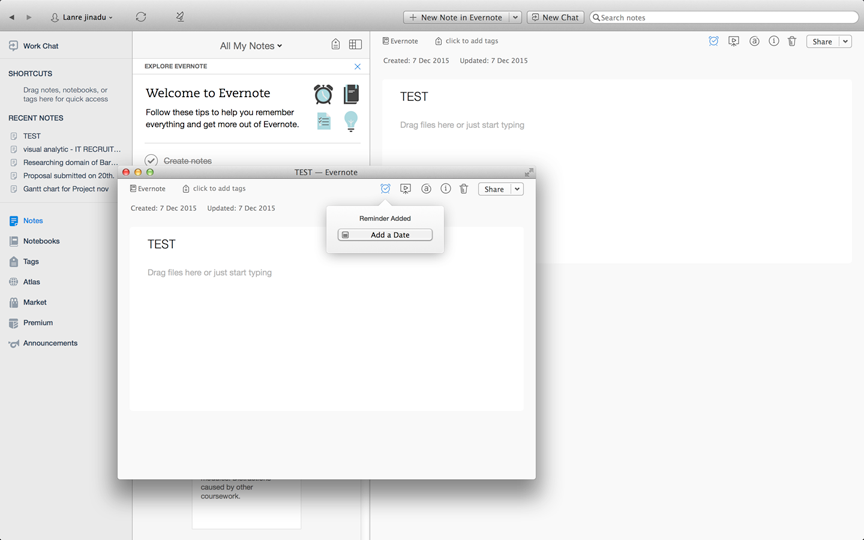 Lanre jinadu
New Note in Evernote
New Chat
Search notes
Work Chat
SHORTCUTS
Drag notes, notebooks, or
tags here for quick access
RECENT NOTES
TEST
visual analytic - IT RECRUIT...
Researching domain of Bar...
Proposal submitted on 20th.
Gantt chart for Project nov
Notes
Notebooks
Tags
Atlas
Market
Premium
Announcements
All My Notes
EXPLORE EVERNOTE
Welcome to Evernote
Follow these tips to help you remember
everything and get more out of Evernote.
Create notes
caused by other
coursework.
Evernote
click to add tags
Share
Created: 7 Dec 2015 Updated: 7 Dec 2015
TEST
Drag files here or just start typing
TEST — Evernote
Evernote
click to add tags
Share
Created: 7 Dec 2015 Updated: 7 Dec 2015
Reminder Added
Add a Date
TEST
Drag files here or just start typing